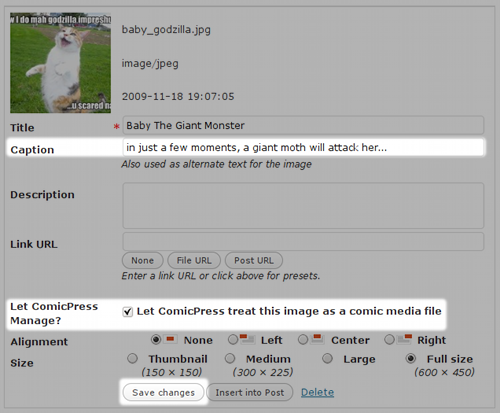 w I do mah godzilla impreshu
...u scared na
baby_godzilla.jpg
image/jpeg
2009-11-18 19:07:05
Title * Baby The Giant Monster
Caption in just a few moments, a giant moth will attack her...
Also used as alternate text for the image
Description
Link URL
None File URL Post URL
Enter a link URL or click above for presets.
Let ComicPress Manage? Let ComicPress treat this image as a comic media file
Alignment None Left Center Right
Size Thumbnail Medium Large Full size
(150 × 150) (300 × 225) (600 × 450)
Save changes Insert into Post Delete